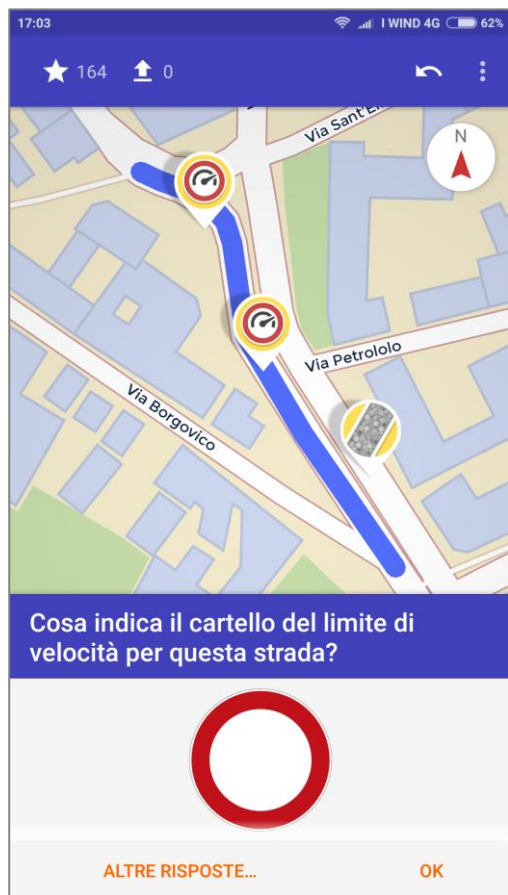 17:03
I WIND 4G
62%
164
0
Via Sant'El
N
Via Petrololo
Via Borgovico
Cosa indica il cartello del limite di
velocità per questa strada?
ALTRE RISPOSTE…
OK